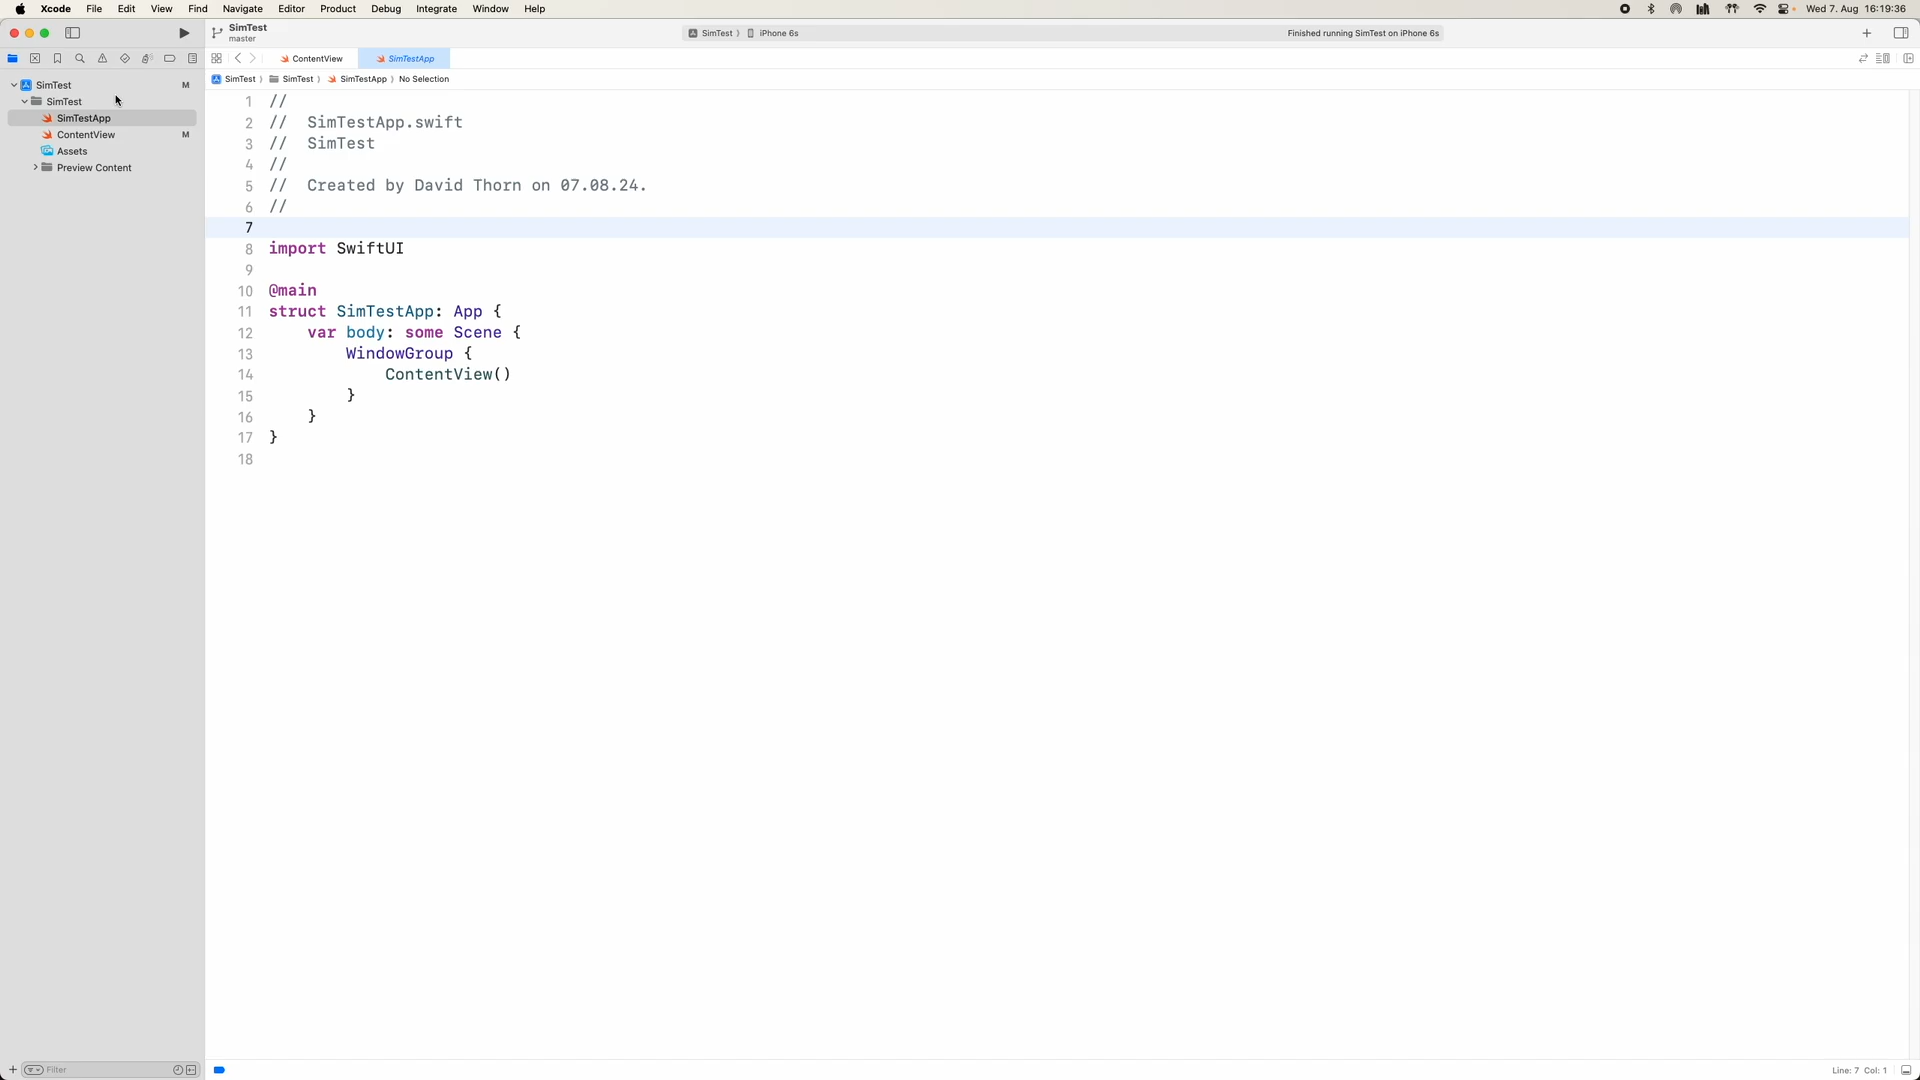 Xcode File Edit View Find Navigate Editor Product Debug Integrate Window Help Wed 7. Aug 16:19:36
SimTest
master
SimTest iPhone 6s Finished running SimTest on iPhone 6s
ContentView SimTestApp
SimTest SimTest SimTestApp No Selection
SimTest M
SimTest
SimTestApp
ContentView M
Assets
Preview Content
1 //
2 // SimTestApp.swift
3 // SimTest
4 //
5 // Created by David Thorn on 07.08.24.
6 //
7
8 import SwiftUI
9
10 @main
11 struct SimTestApp: App {
12 var body: some Scene {
13 WindowGroup {
14 ContentView()
15 }
16 }
17 }
18
Filter
Line: 7 Col: 1